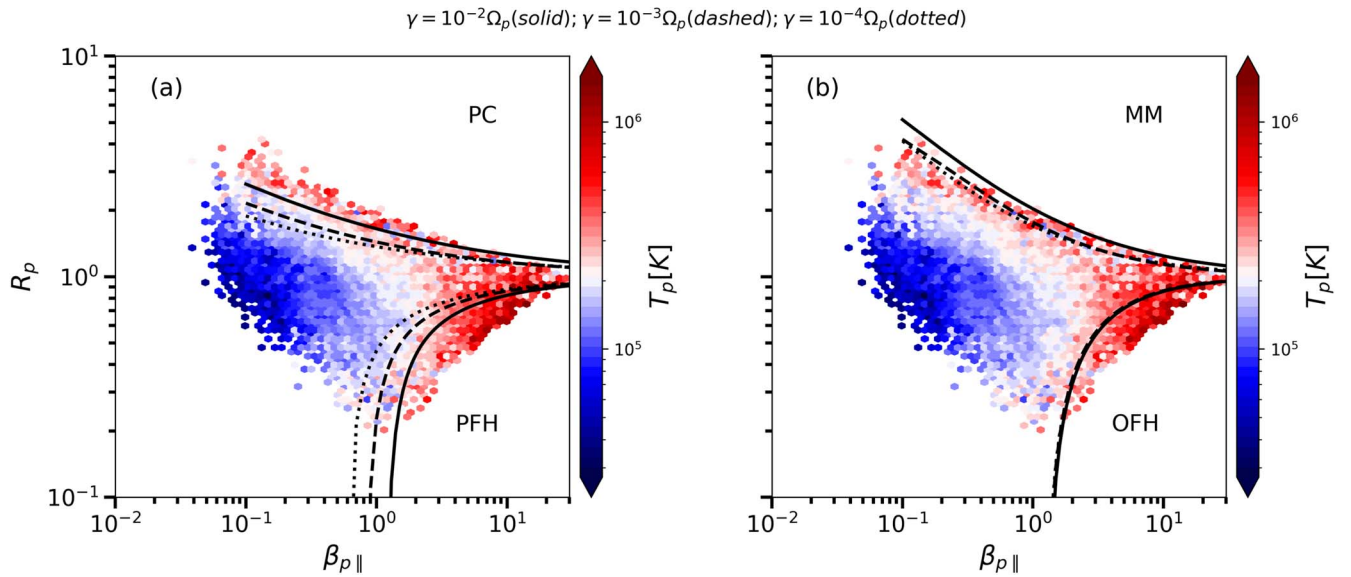 γ = 10⁻²Ωₚ(solid); γ = 10⁻³Ωₚ(dashed); γ = 10⁻⁴Ωₚ(dotted)
(a)
PC
PFH
10¹
10⁰
10⁻¹
Rₚ
10⁻² 10⁻¹ 10⁰ 10¹
βₚ∥
10⁶
10⁵
Tₚ[K]
(b)
MM
OFH
10⁻² 10⁻¹ 10⁰ 10¹
βₚ∥
10⁶
10⁵
Tₚ[K]